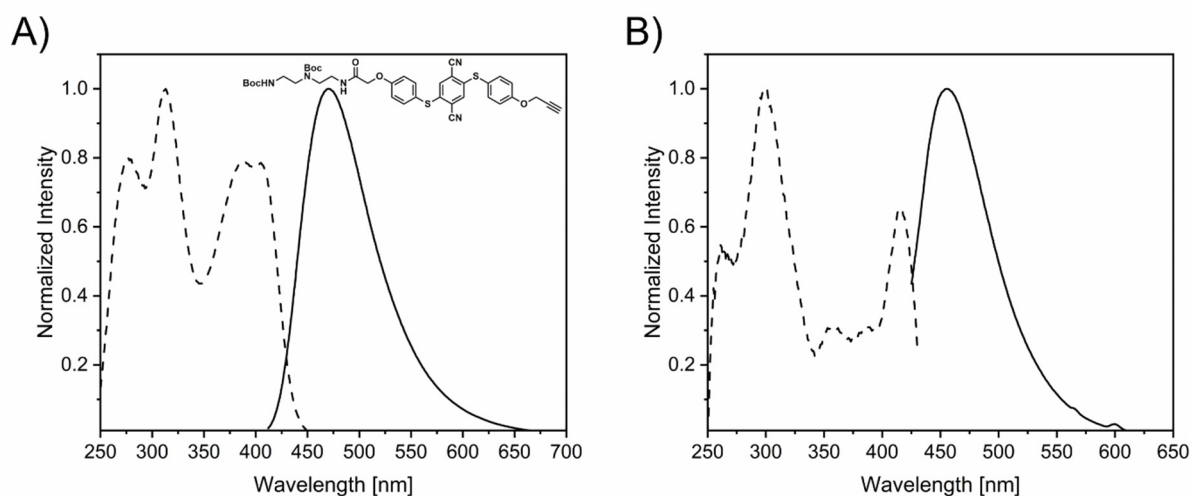 A)
Normalized Intensity
1.0
0.8
0.6
0.4
0.2
250 300 350 400 450 500 550 600 650 700
Wavelength [nm]
Boc
BocHN
N
N
H
O
O
S
CN
CN
S
O
B)
Normalized Intensity
1.0
0.8
0.6
0.4
0.2
250 300 350 400 450 500 550 600 650
Wavelength [nm]